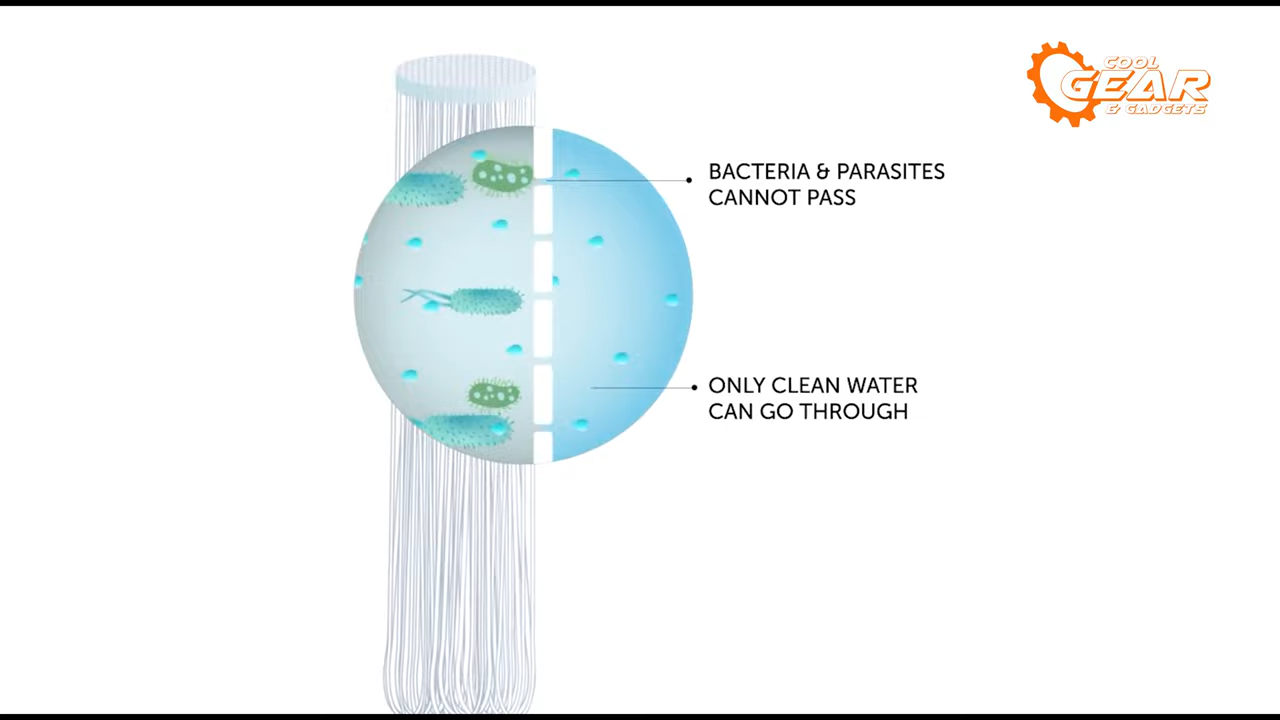 COOL
GEAR
& GADGETS
BACTERIA & PARASITES
CANNOT PASS
ONLY CLEAN WATER
CAN GO THROUGH